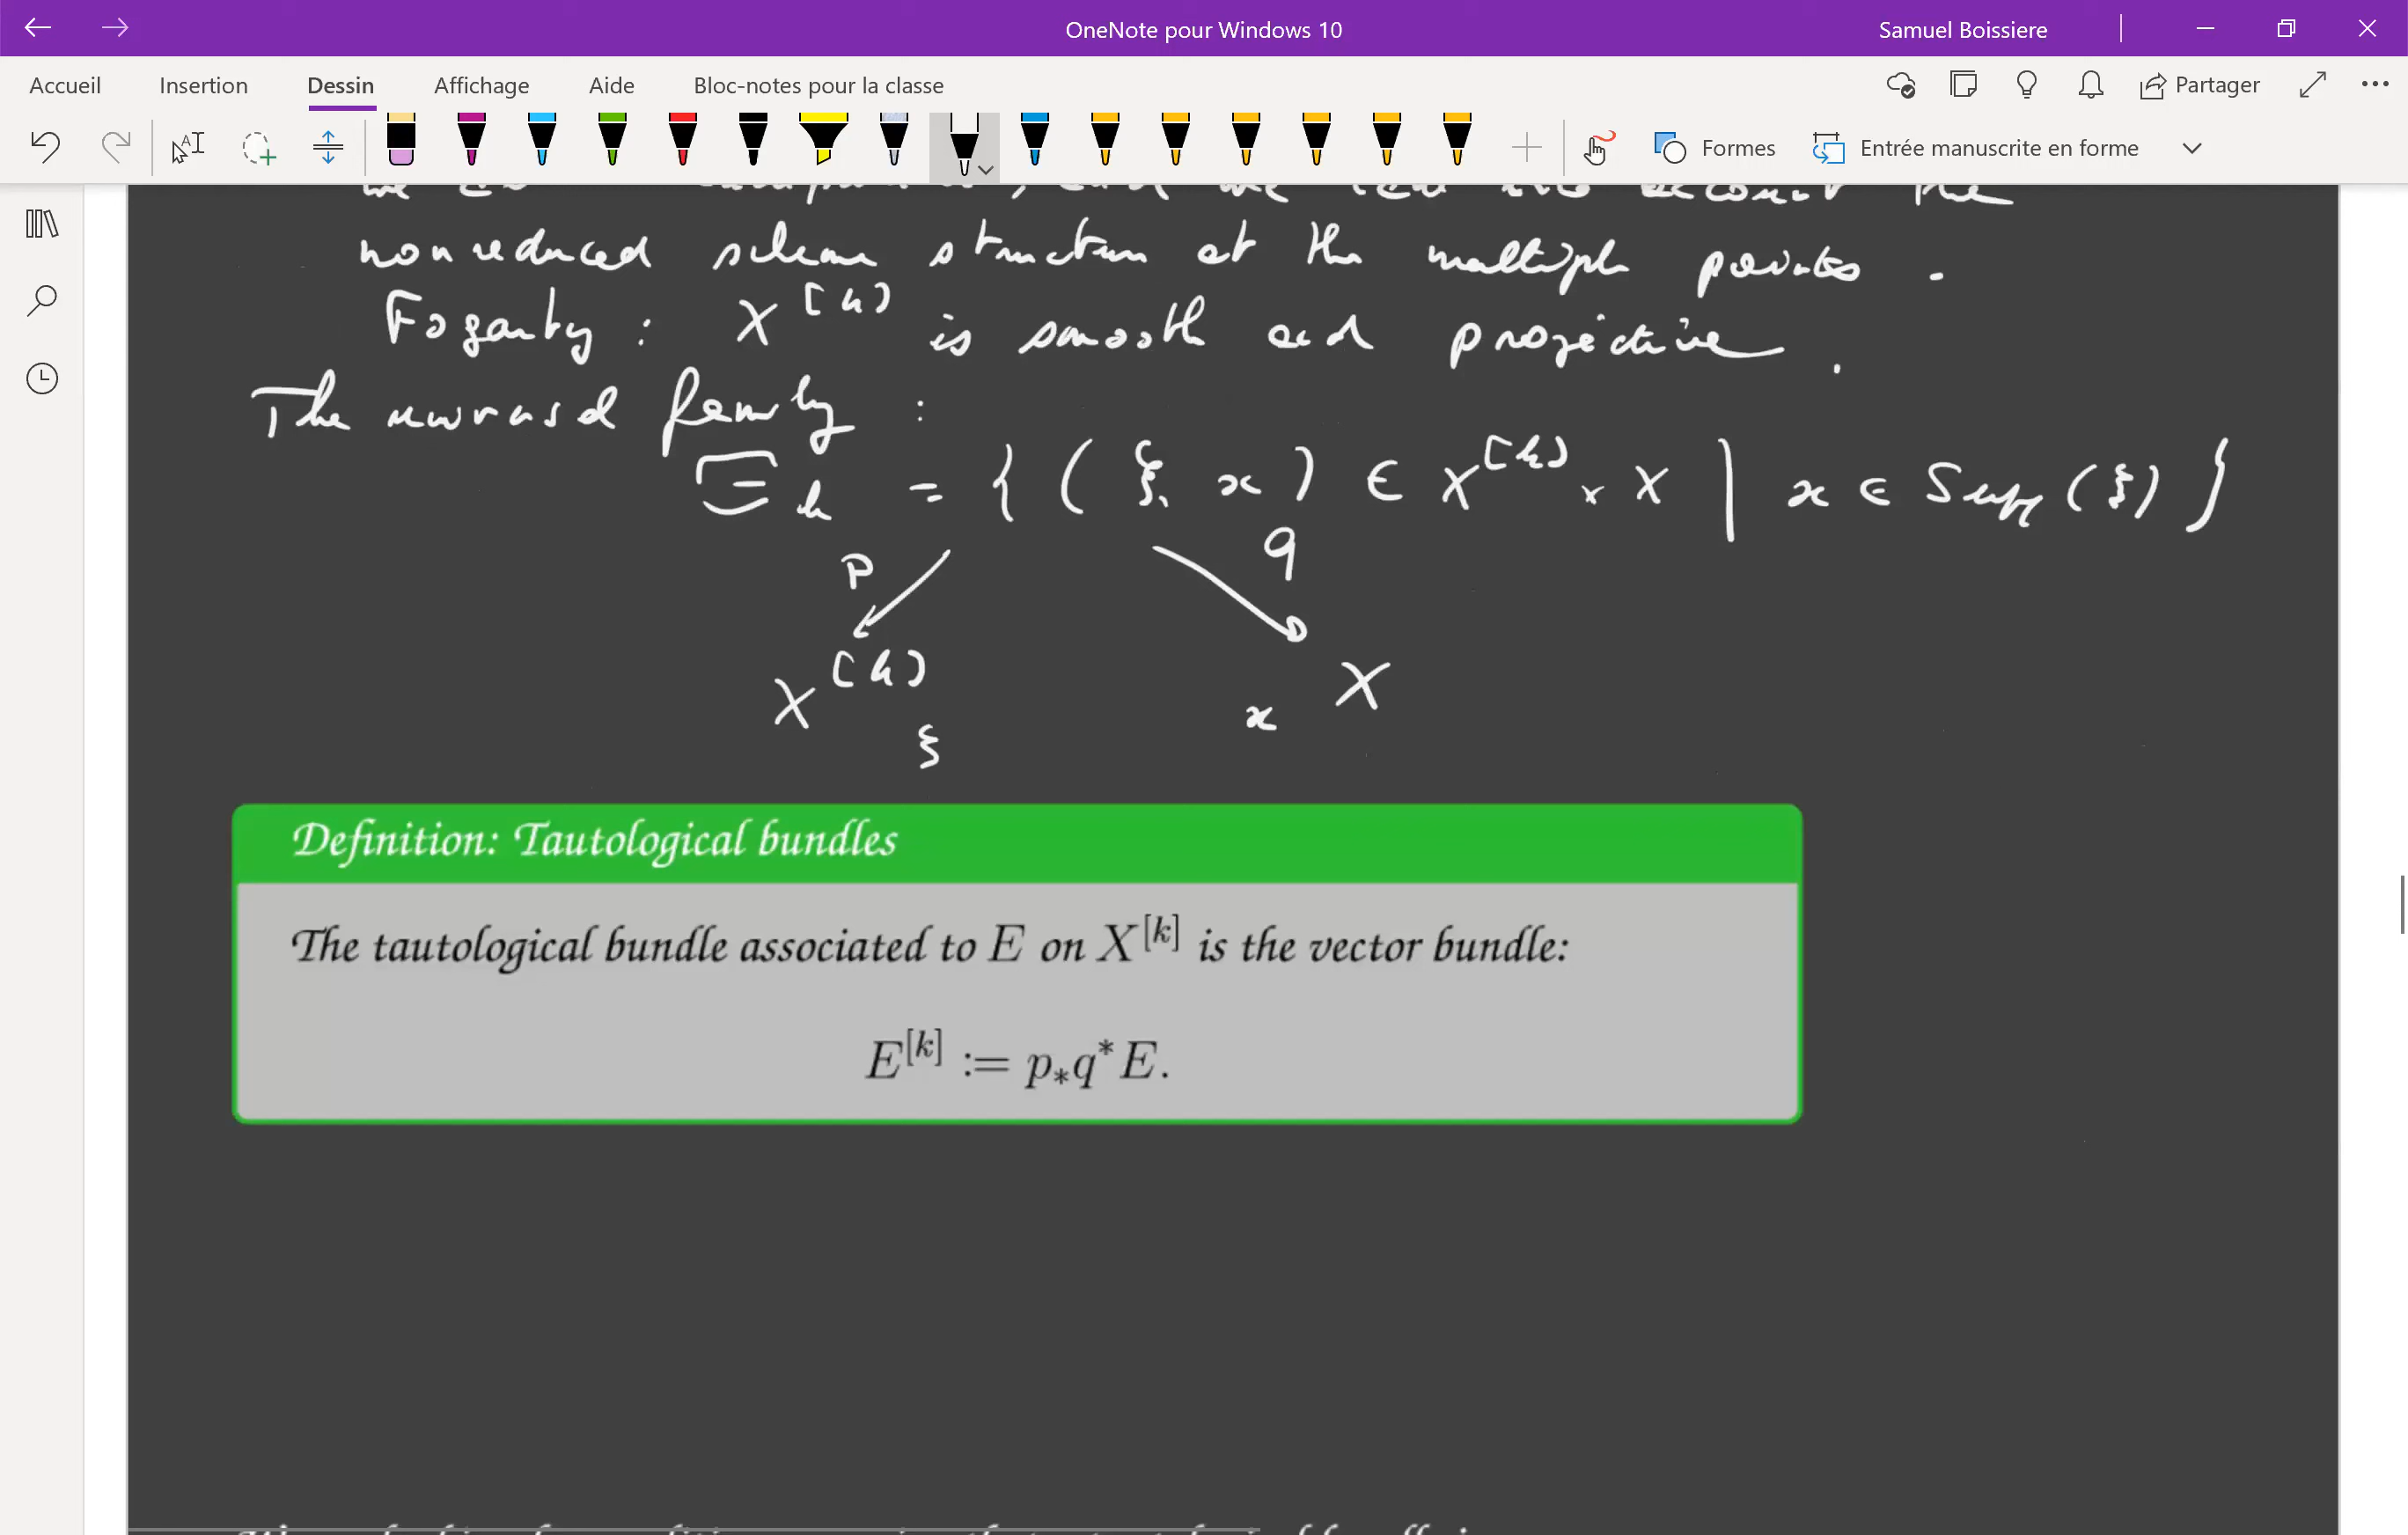 OneNote pour Windows 10
Samuel Boissiere
Accueil Insertion Dessin Affichage Aide Bloc-notes pour la classe
Partager
Formes
Entrée manuscrite en forme
the
nonreduced scheme structure at the multiple points .
Fogarty : X^[k] is smooth and projective .
The universal family :
Ξ_k = { ( ξ, x ) ∈ X^[k] × X | x ∈ Supp ( ξ ) }
p q
X^[k] X
ξ x
Definition: Tautological bundles
The tautological bundle associated to E on X^[k] is the vector bundle:
E^[k] := p_* q^* E.